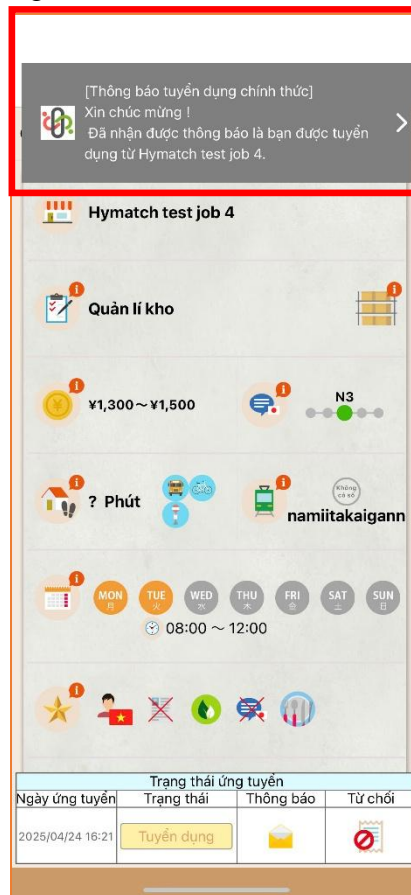 [Thông báo tuyển dụng chính thức]
Xin chúc mừng !
Đã nhận được thông báo là bạn được tuyển
dụng từ Hymatch test job 4.
Hymatch test job 4
Quản lí kho
¥1,300～¥1,500
N3
? Phút
Không có số
namiitakaigann
MON 月 TUE 火 WED 水 THU 木 FRI 金 SAT 土 SUN 日
08:00 ～ 12:00
Trạng thái ứng tuyển
Ngày ứng tuyển Trạng thái Thông báo Từ chối
2025/04/24 16:21 Tuyển dụng